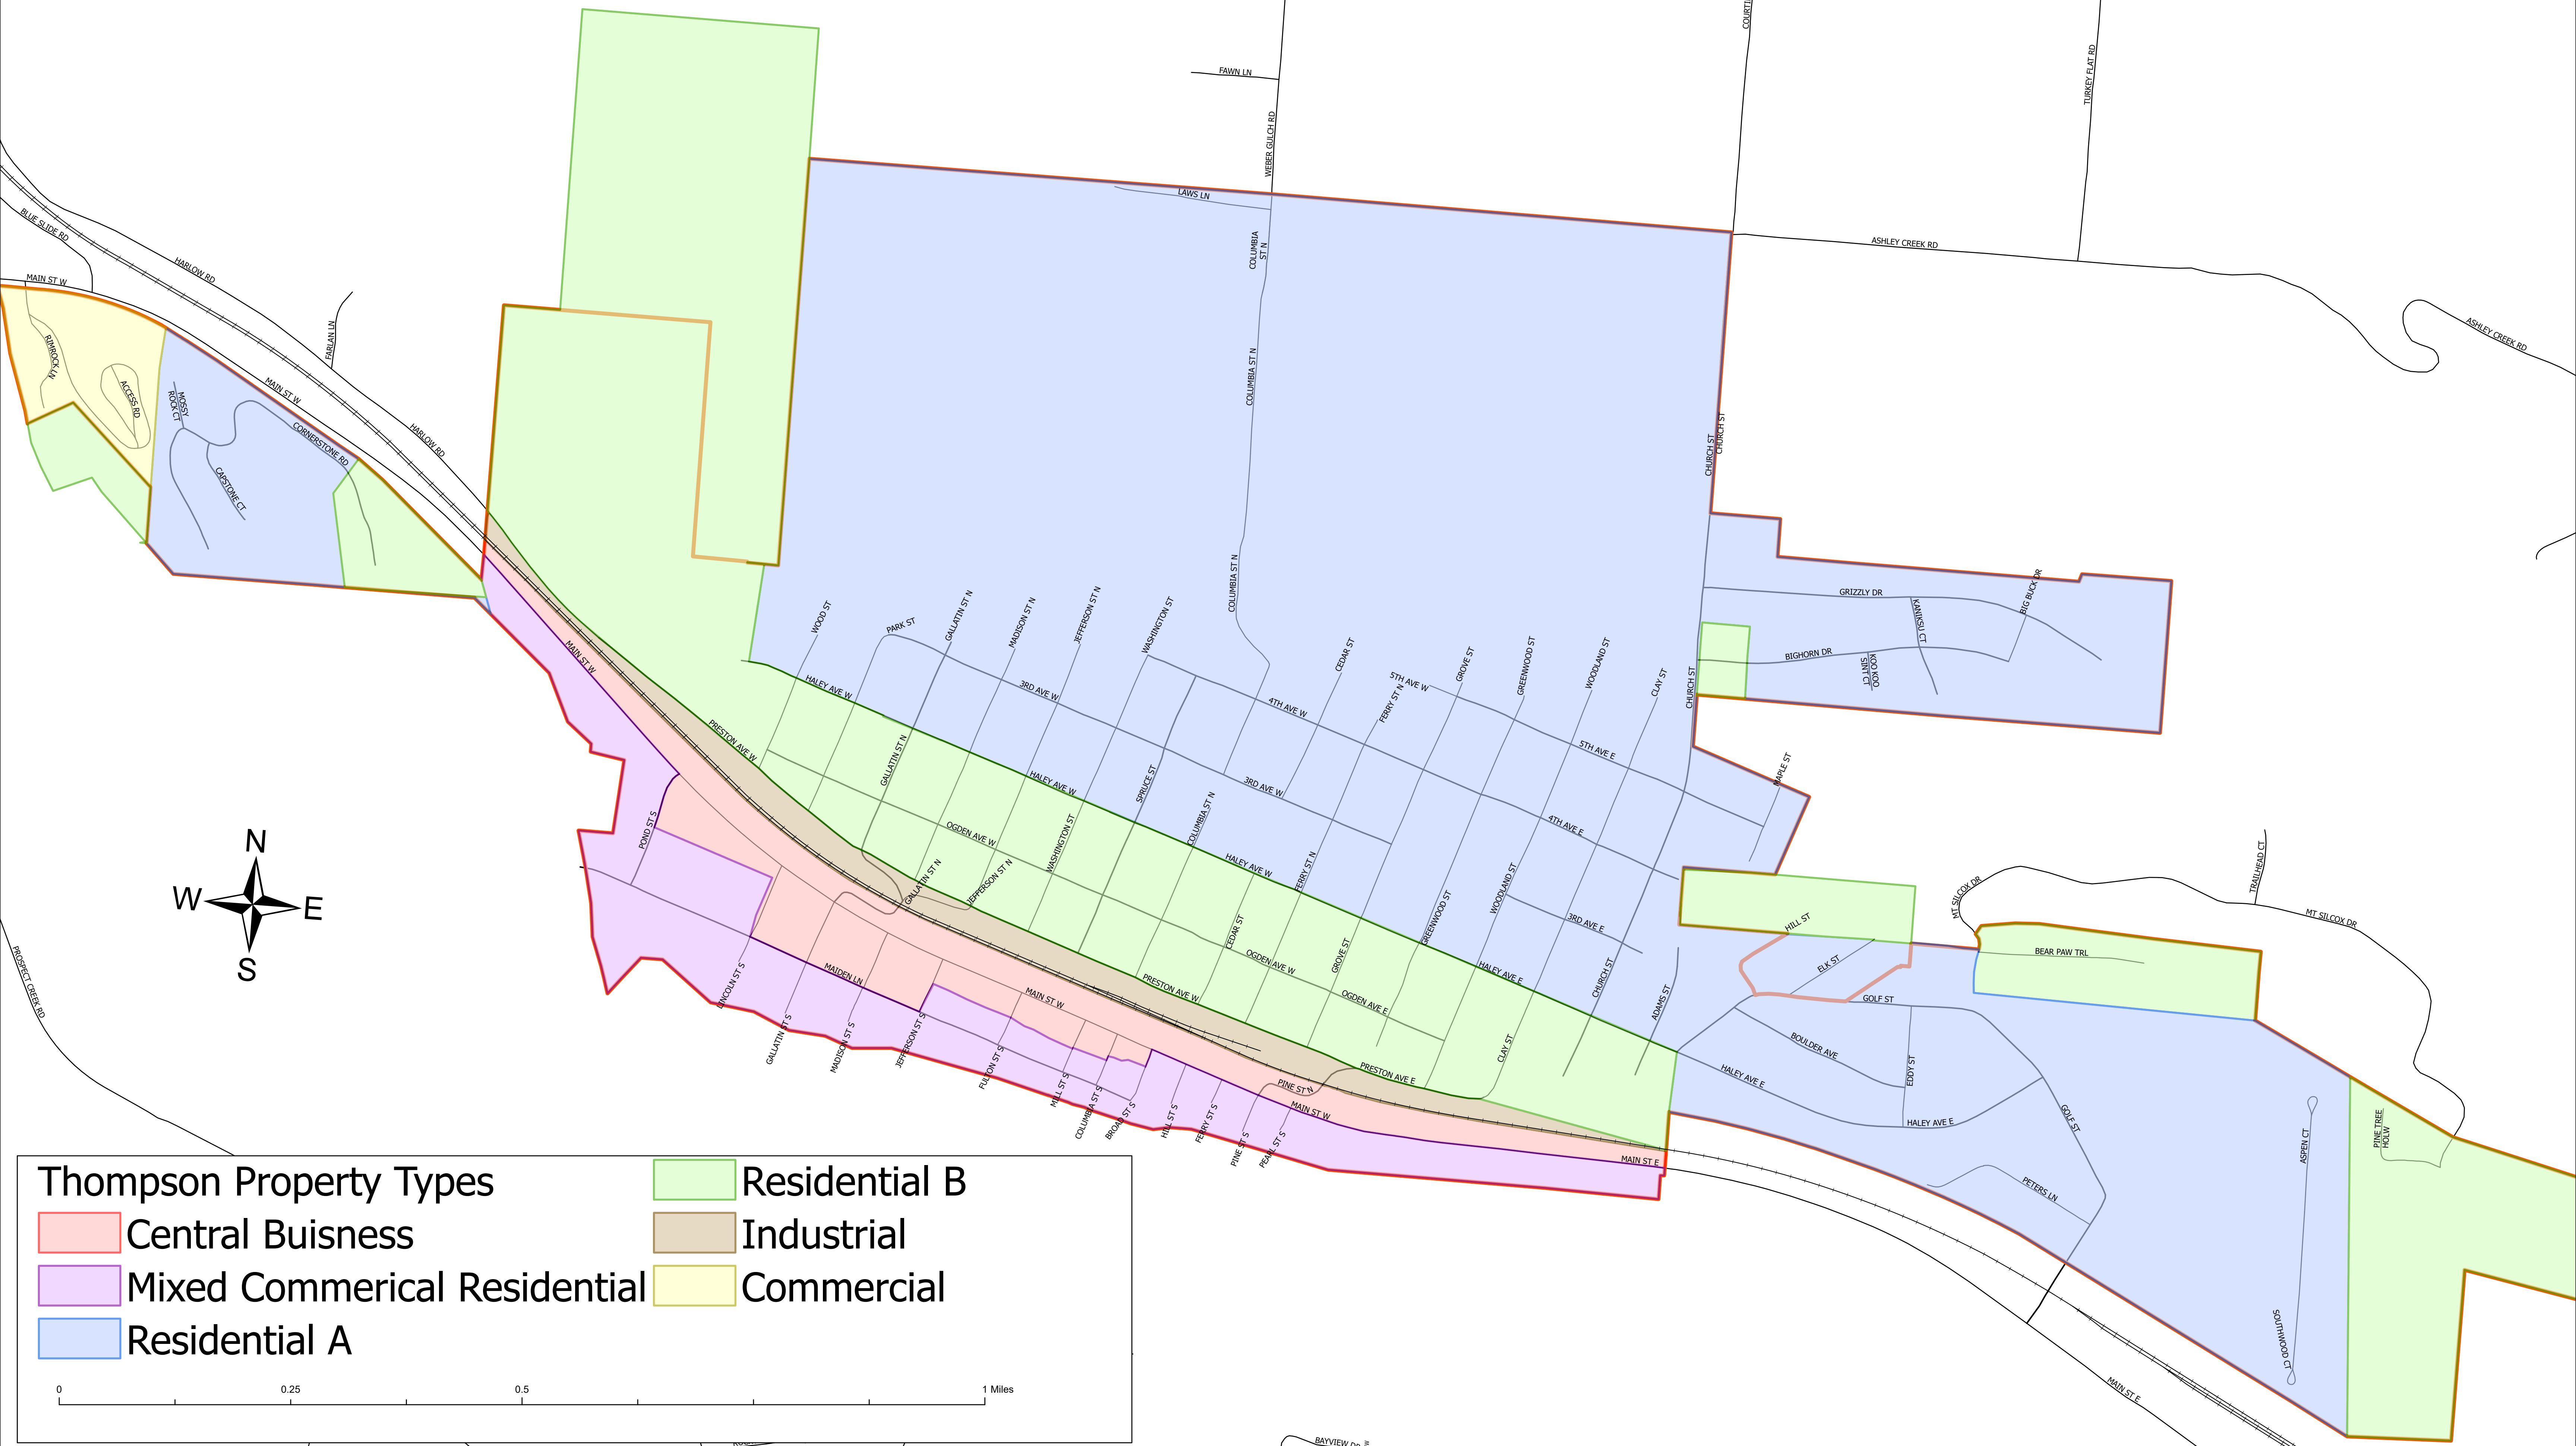 FAWN LN
WEBER GULCH RD
COURTI
TURKEY FLAT RD
LAWS LN
COLUMBIA
ST N
ASHLEY CREEK RD
ASHLEY CREEK RD
BLUE SLIDE RD
HARLOW RD
MAIN ST W
FARLAN LN
RIMROCK LN
ACCESS RD
MOSSY
ROCK CT
MAIN ST W
CORNERSTONE RD
HARLOW RD
CAPSTONE CT
COLUMBIA ST N
CHURCH ST
CHURCH ST
COLUMBIA ST N
GRIZZLY DR
KANIKSU CT
BIG BUCK DR
BIGHORN DR
KOO KOO
SINT CT
WOOD ST
PARK ST
GALLATIN ST N
MADISON ST N
JEFFERSON ST N
WASHINGTON ST
CEDAR ST
5TH AVE W
FERRY ST N
GROVE ST
GREENWOOD ST
WOODLAND ST
CLAY ST
CHURCH ST
MAIN ST W
HALEY AVE W
3RD AVE W
4TH AVE W
PRESTON AVE W
GALLATIN ST N
HALEY AVE W
SPRUCE ST
3RD AVE W
5TH AVE E
MAPLE ST
POND ST S
OGDEN AVE W
WASHINGTON ST
COLUMBIA ST N
HALEY AVE W
4TH AVE E
N
W
E
S
GALLATIN ST N
JEFFERSON ST N
FERRY ST N
CEDAR ST
GROVE ST
GREENWOOD ST
WOODLAND ST
3RD AVE E
HILL ST
MT SILCOX DR
TRAILHEAD CT
MT SILCOX DR
BEAR PAW TRL
ELK ST
GOLF ST
PROSPECT CREEK RD
LINCOLN ST S
MAIDEN LN
MAIN ST W
PRESTON AVE W
OGDEN AVE W
OGDEN AVE E
HALEY AVE E
CHURCH ST
ADAMS ST
GALLATIN ST S
MADISON ST S
JEFFERSON ST S
FULTON ST S
MILL ST S
COLUMBIA ST S
BROAD ST S
HILL ST S
FERRY ST S
PINE ST S
PEARL ST S
PINE ST N
MAIN ST W
PRESTON AVE E
CLAY ST
MAIN ST E
BOULDER AVE
EDDY ST
HALEY AVE E
HALEY AVE E
GOLF ST
PETERS LN
ASPEN CT
SOUTHWOOD CT
PINE TREE
HOLW
MAIN ST E
BAYVIEW DR
Thompson Property Types
Central Buisness
Mixed Commerical Residential
Residential A
Residential B
Industrial
Commercial
0 0.25 0.5 1 Miles